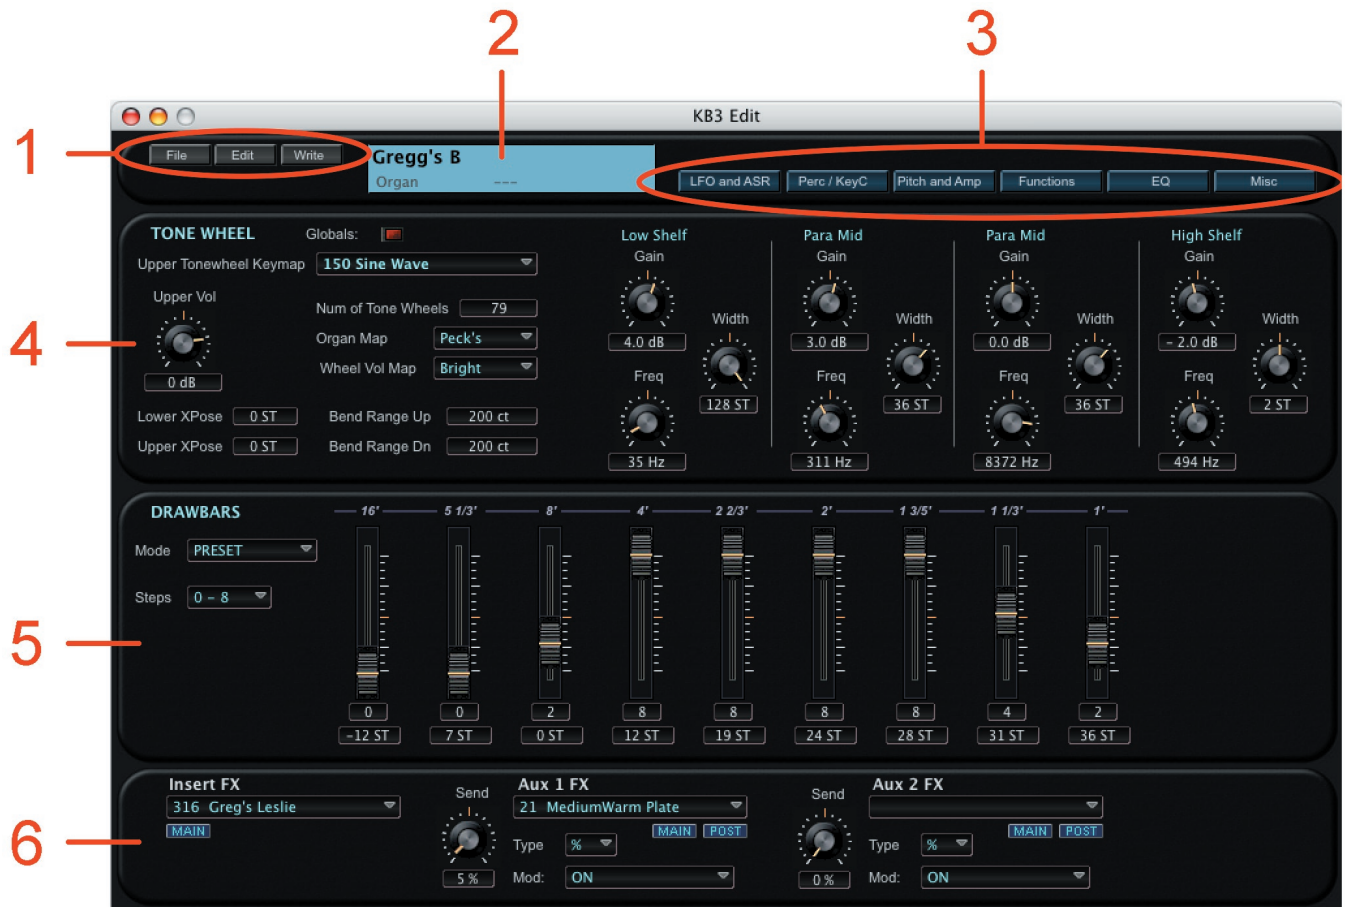 2
3
1
KB3 Edit
File Edit Write
Gregg's B
Organ ---
LFO and ASR Perc / KeyC Pitch and Amp Functions EQ Misc
4
TONE WHEEL Globals:
Upper Tonewheel Keymap 150 Sine Wave
Upper Vol
0 dB
Num of Tone Wheels 79
Organ Map Peck's
Wheel Vol Map Bright
Lower XPose 0 ST Bend Range Up 200 ct
Upper XPose 0 ST Bend Range Dn 200 ct
Low Shelf Para Mid Para Mid High Shelf
Gain Gain Gain Gain
Width Width Width Width
4.0 dB 3.0 dB 0.0 dB - 2.0 dB
Freq Freq Freq Freq
128 ST 36 ST 36 ST 2 ST
35 Hz 311 Hz 8372 Hz 494 Hz
5
DRAWBARS
16' 5 1/3' 8' 4' 2 2/3' 2' 1 3/5' 1 1/3' 1'
Mode PRESET
Steps 0 - 8
0 0 2 8 8 8 8 4 2
-12 ST 7 ST 0 ST 12 ST 19 ST 24 ST 28 ST 31 ST 36 ST
6
Insert FX
316 Greg's Leslie
MAIN
Send
5 %
Aux 1 FX
21 MediumWarm Plate
MAIN POST
Type %
Mod: ON
Send
0 %
Aux 2 FX
MAIN POST
Type %
Mod: ON